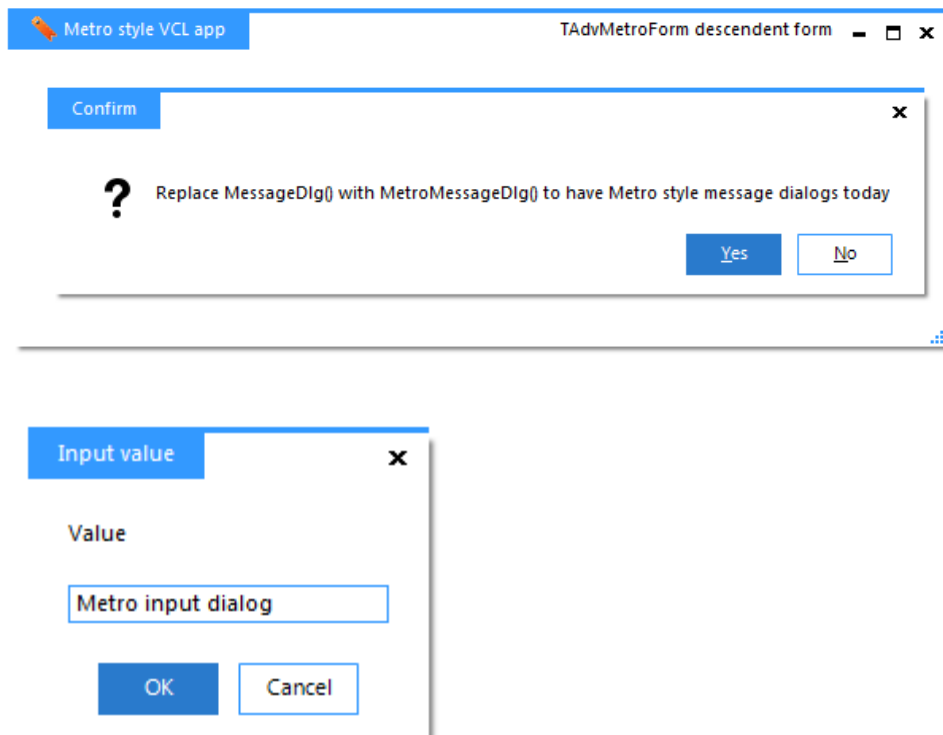 Metro style VCL app
TAdvMetroForm descendent form
Confirm
Replace MessageDlg() with MetroMessageDlg() to have Metro style message dialogs today
Yes
No
Input value
Value
Metro input dialog
OK
Cancel